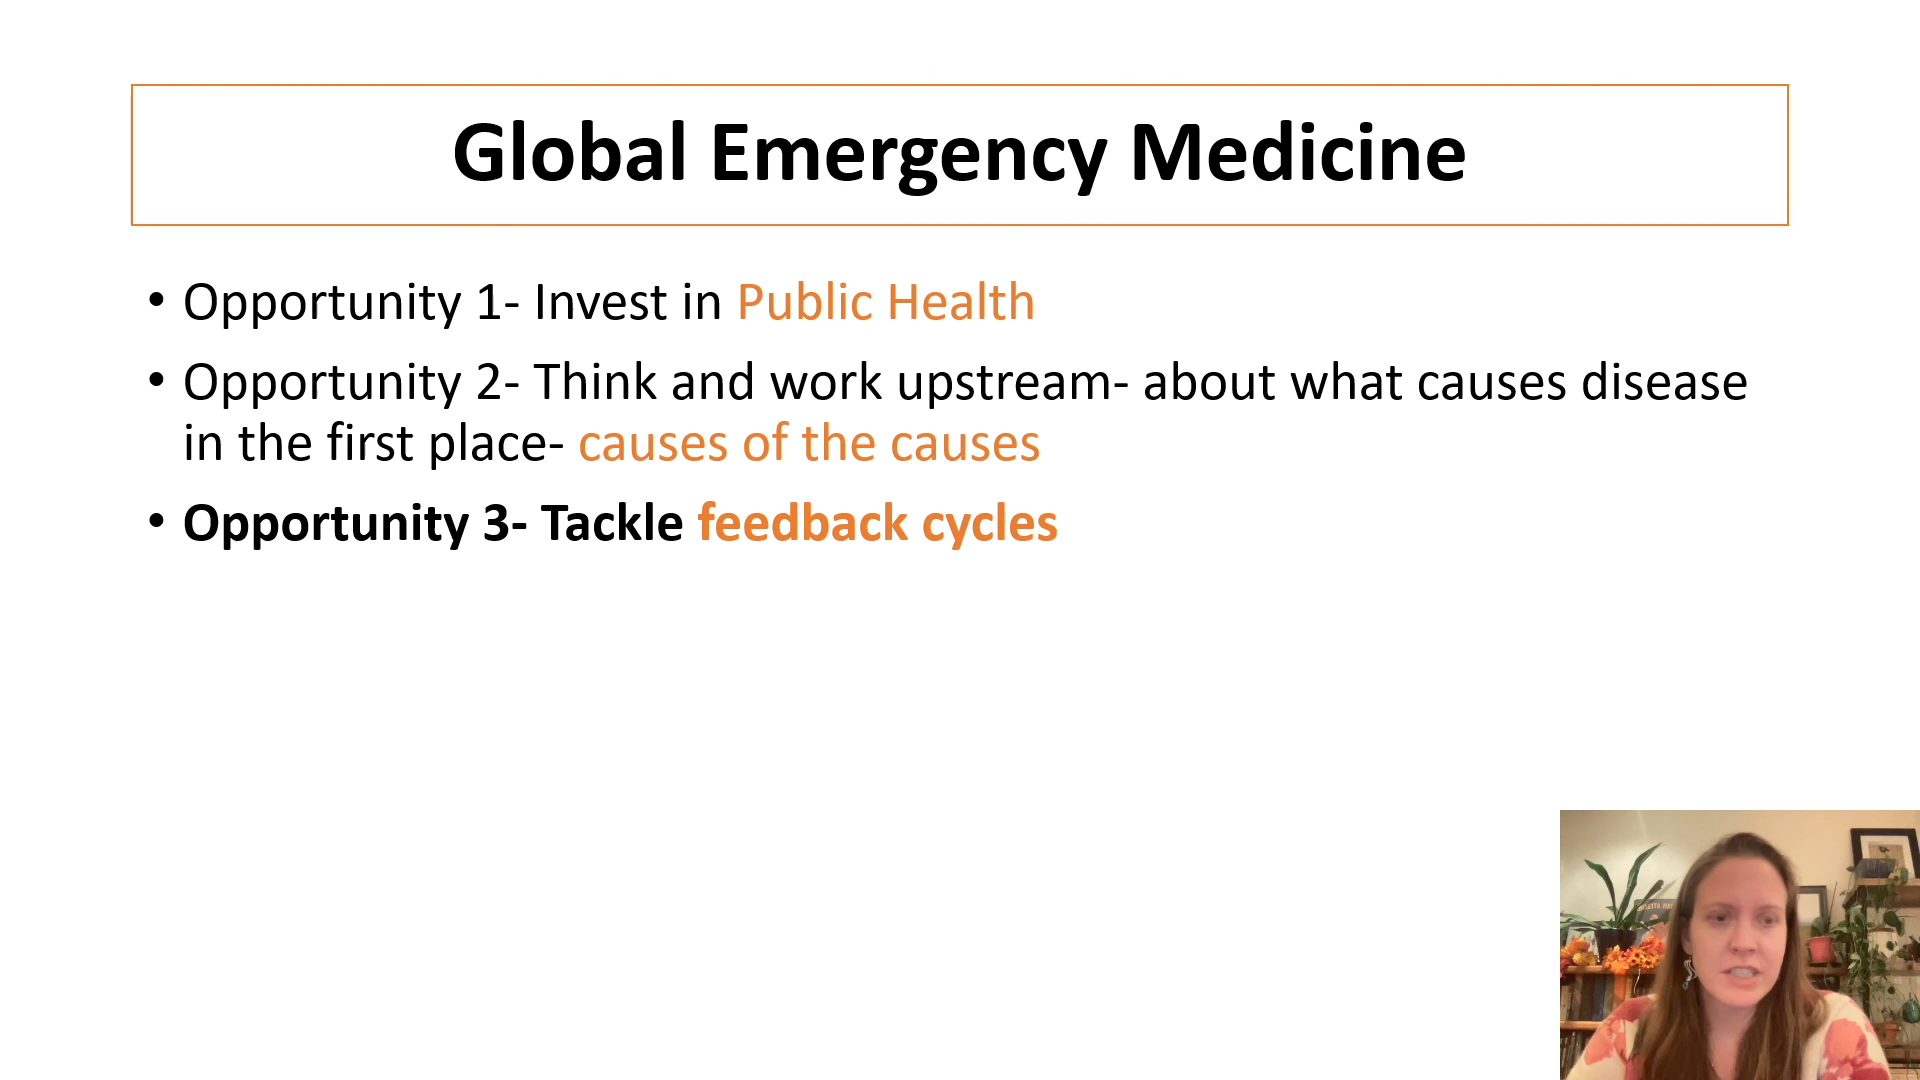 Global Emergency Medicine
• Opportunity 1- Invest in Public Health
• Opportunity 2- Think and work upstream- about what causes disease
in the first place- causes of the causes
• Opportunity 3- Tackle feedback cycles